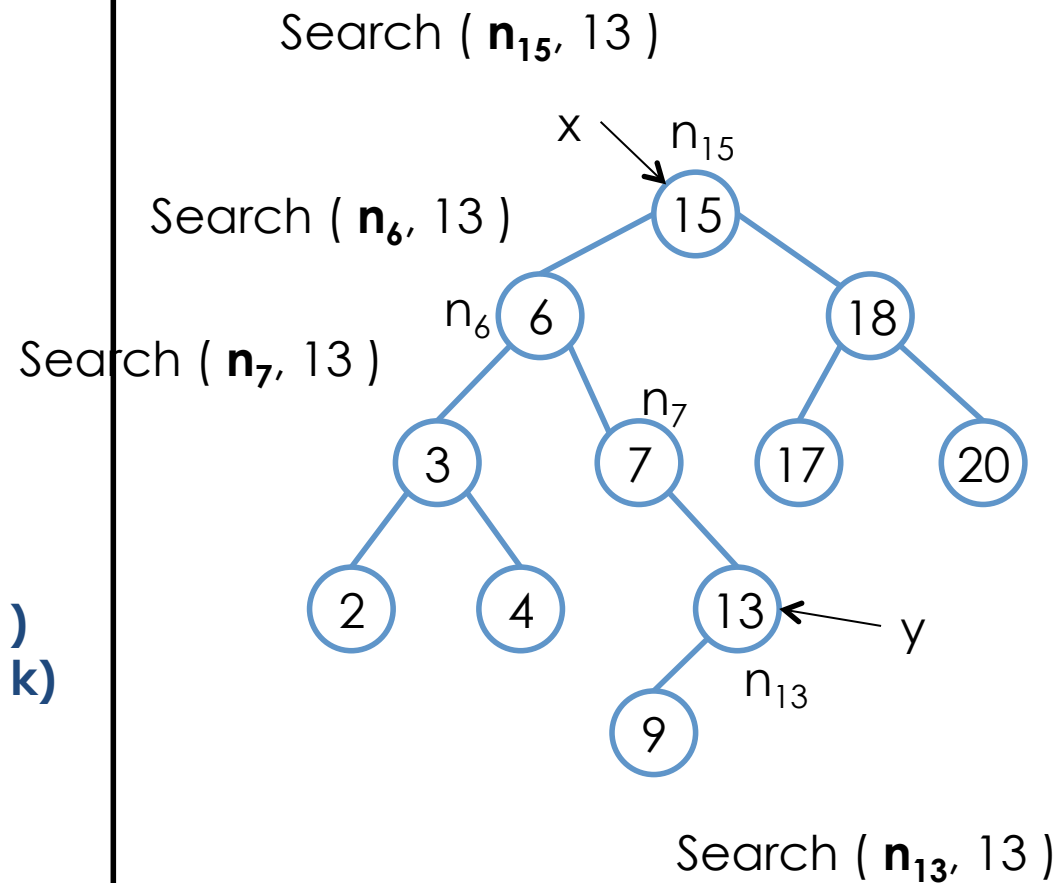 Search ( n₁₅, 13 )
x
n₁₅
15
Search ( n₆, 13 )
n₆
6
18
Search ( n₇, 13 )
n₇
3
7
17
20
2
4
13
)
y
k)
n₁₃
9
Search ( n₁₃, 13 )